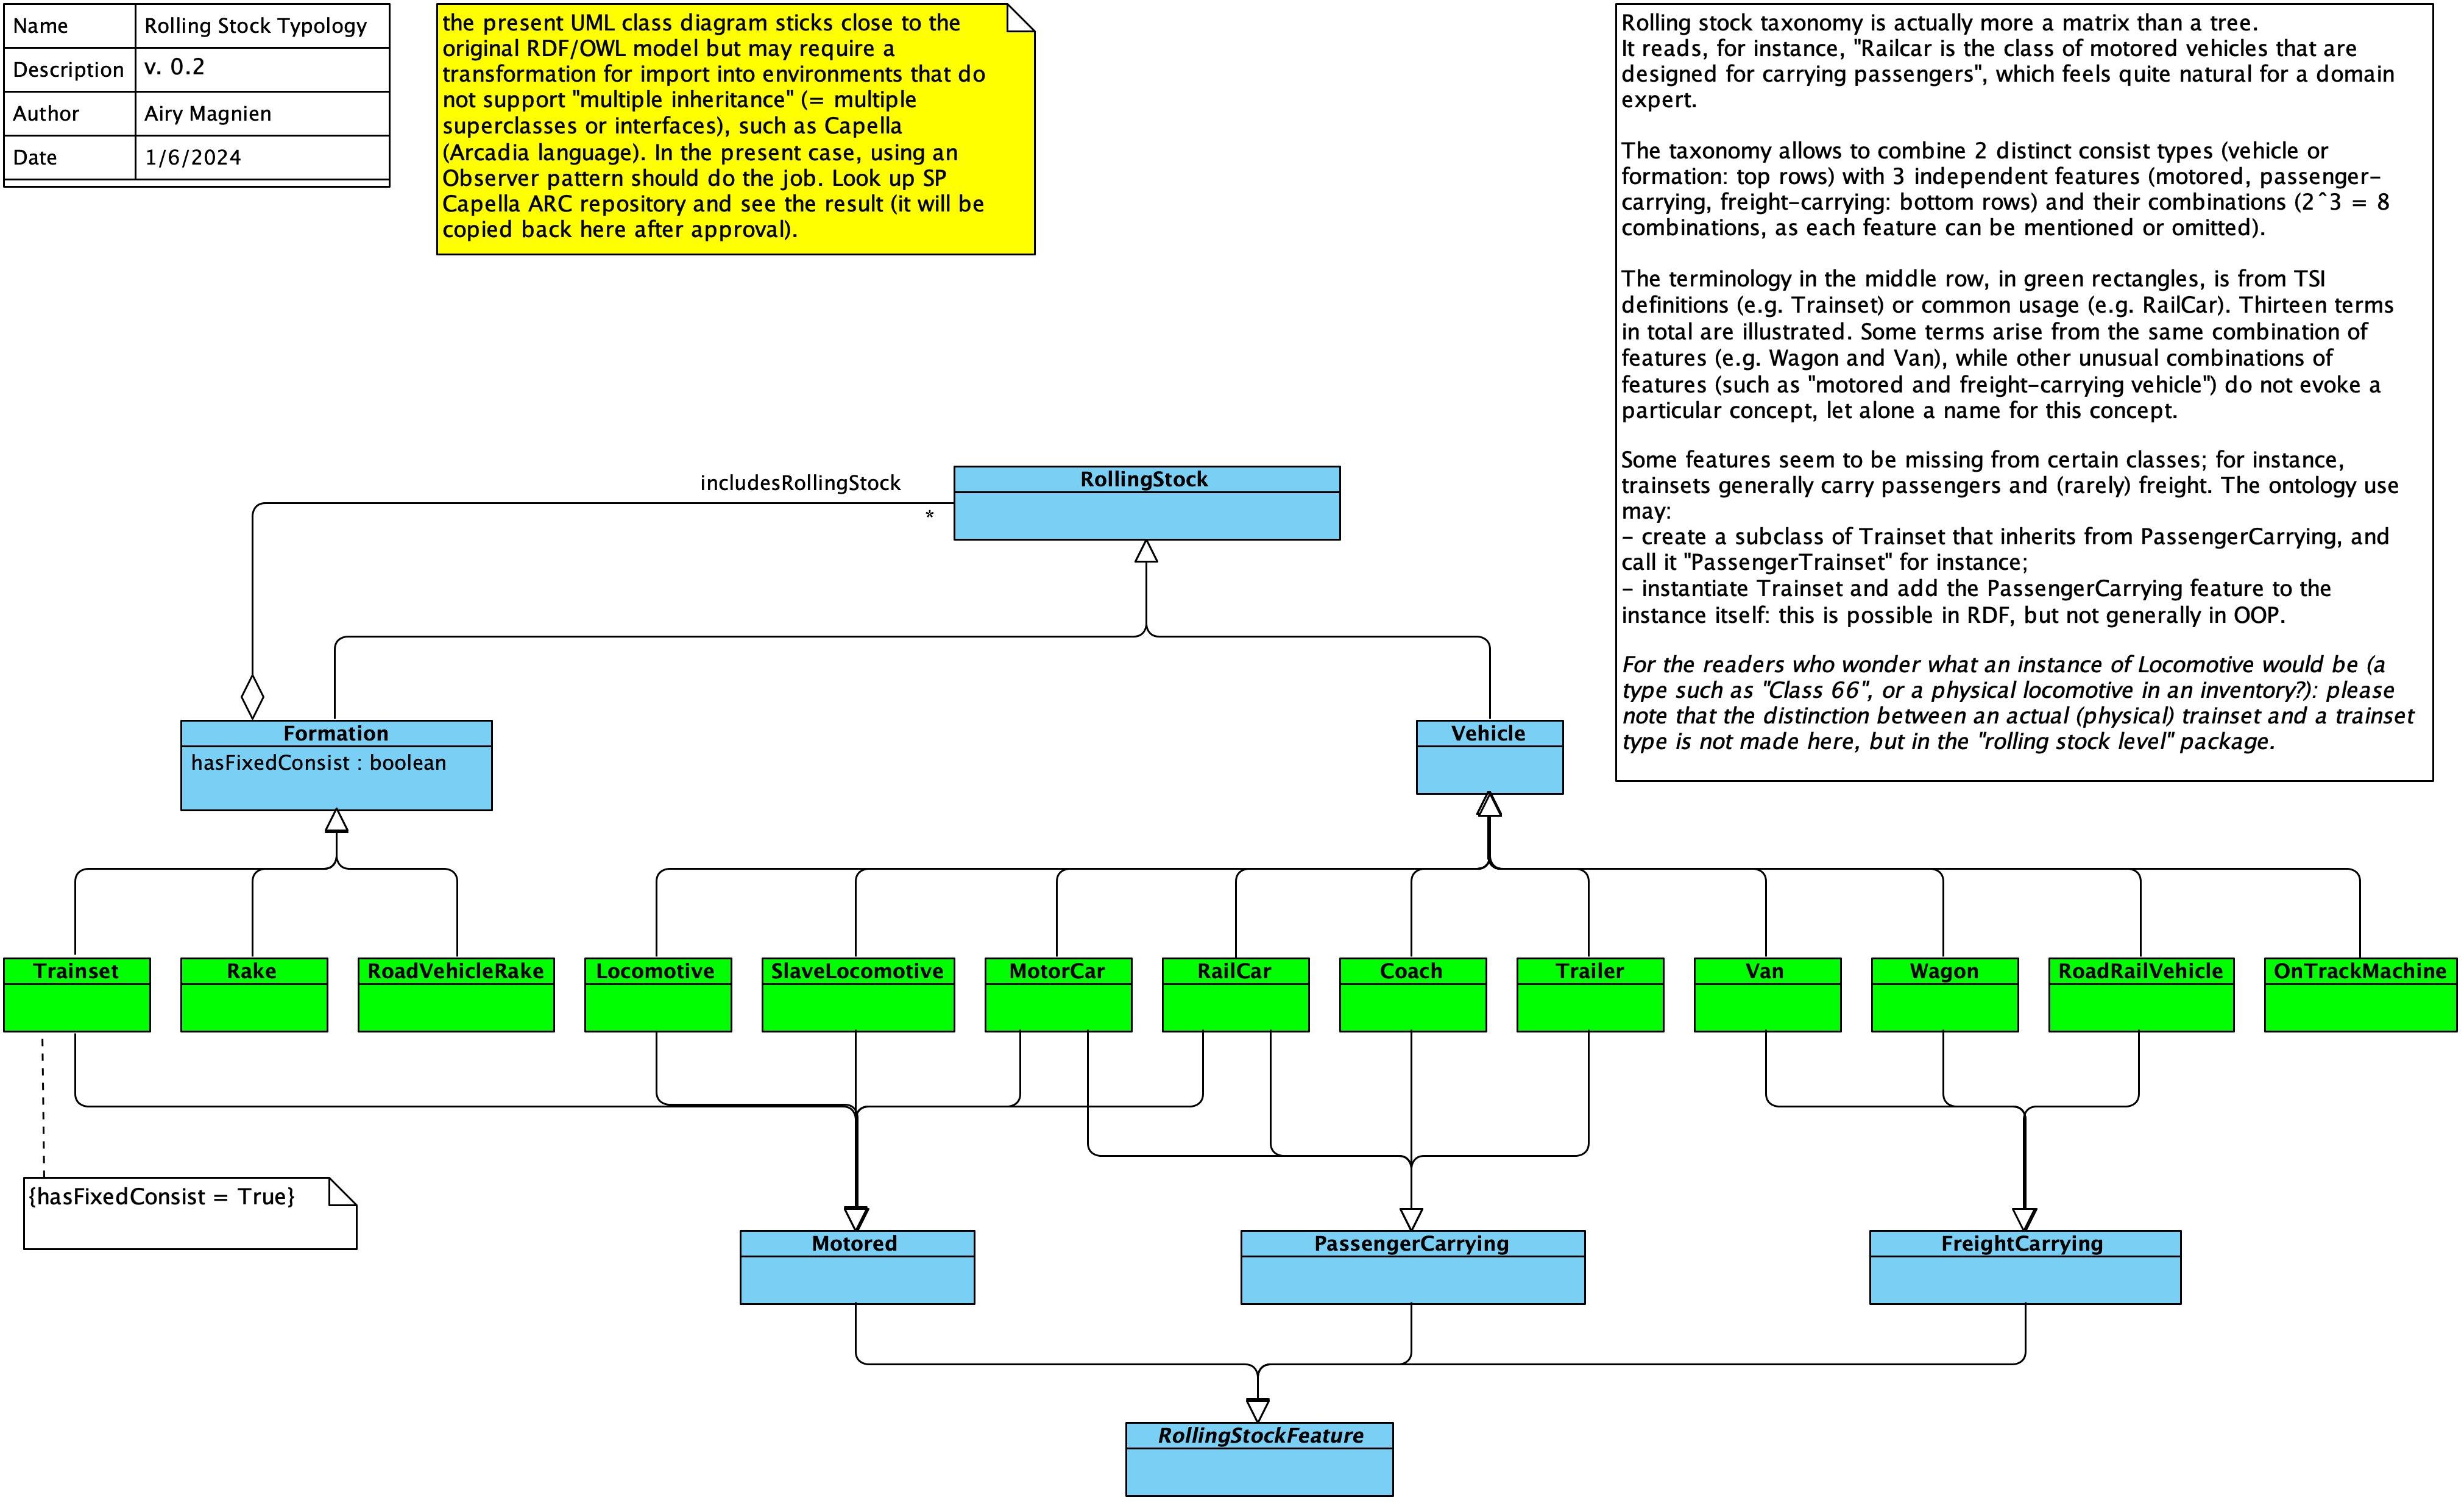 Name Rolling Stock Typology
Description v. 0.2
Author Airy Magnien
Date 1/6/2024
the present UML class diagram sticks close to the
original RDF/OWL model but may require a
transformation for import into environments that do
not support "multiple inheritance" (= multiple
superclasses or interfaces), such as Capella
(Arcadia language). In the present case, using an
Observer pattern should do the job. Look up SP
Capella ARC repository and see the result (it will be
copied back here after approval).
Rolling stock taxonomy is actually more a matrix than a tree.
It reads, for instance, "Railcar is the class of motored vehicles that are
designed for carrying passengers", which feels quite natural for a domain
expert.
The taxonomy allows to combine 2 distinct consist types (vehicle or
formation: top rows) with 3 independent features (motored, passenger-
carrying, freight-carrying: bottom rows) and their combinations (2^3 = 8
combinations, as each feature can be mentioned or omitted).
The terminology in the middle row, in green rectangles, is from TSI
definitions (e.g. Trainset) or common usage (e.g. RailCar). Thirteen terms
in total are illustrated. Some terms arise from the same combination of
features (e.g. Wagon and Van), while other unusual combinations of
features (such as "motored and freight-carrying vehicle") do not evoke a
particular concept, let alone a name for this concept.
Some features seem to be missing from certain classes; for instance,
trainsets generally carry passengers and (rarely) freight. The ontology use
may:
- create a subclass of Trainset that inherits from PassengerCarrying, and
call it "PassengerTrainset" for instance;
- instantiate Trainset and add the PassengerCarrying feature to the
instance itself: this is possible in RDF, but not generally in OOP.
For the readers who wonder what an instance of Locomotive would be (a
type such as "Class 66", or a physical locomotive in an inventory?): please
note that the distinction between an actual (physical) trainset and a trainset
type is not made here, but in the "rolling stock level" package.
includesRollingStock
*
RollingStock
Formation
hasFixedConsist : boolean
Vehicle
Trainset
Rake
RoadVehicleRake
Locomotive
SlaveLocomotive
MotorCar
RailCar
Coach
Trailer
Van
Wagon
RoadRailVehicle
OnTrackMachine
{hasFixedConsist = True}
Motored
PassengerCarrying
FreightCarrying
RollingStockFeature